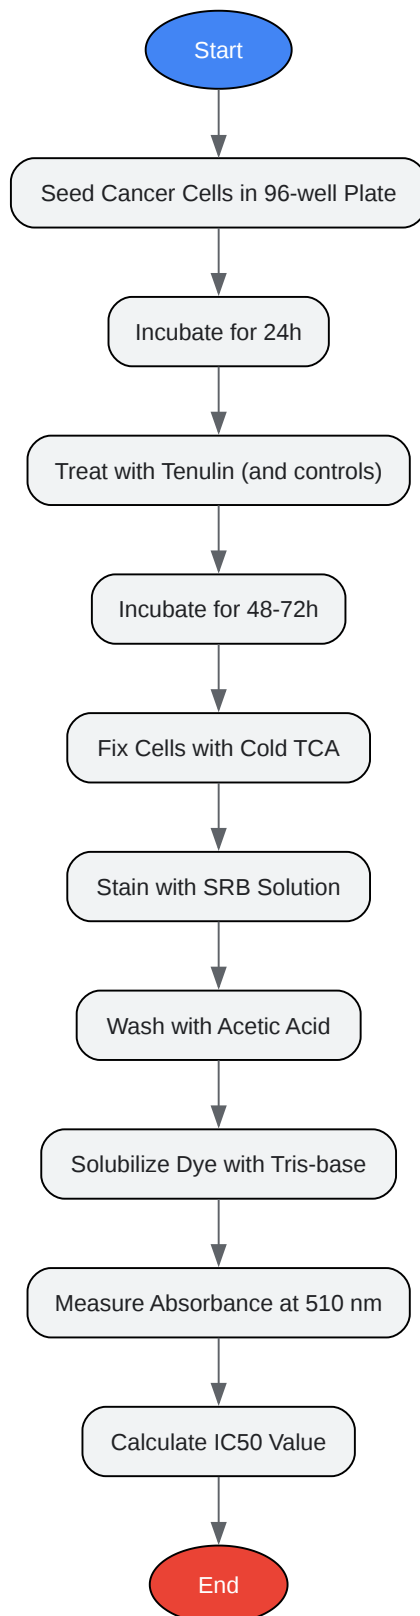 Start
Seed Cancer Cells in 96-well Plate
Incubate for 24h
Treat with Tenulin (and controls)
Incubate for 48-72h
Fix Cells with Cold TCA
Stain with SRB Solution
Wash with Acetic Acid
Solubilize Dye with Tris-base
Measure Absorbance at 510 nm
Calculate IC50 Value
End